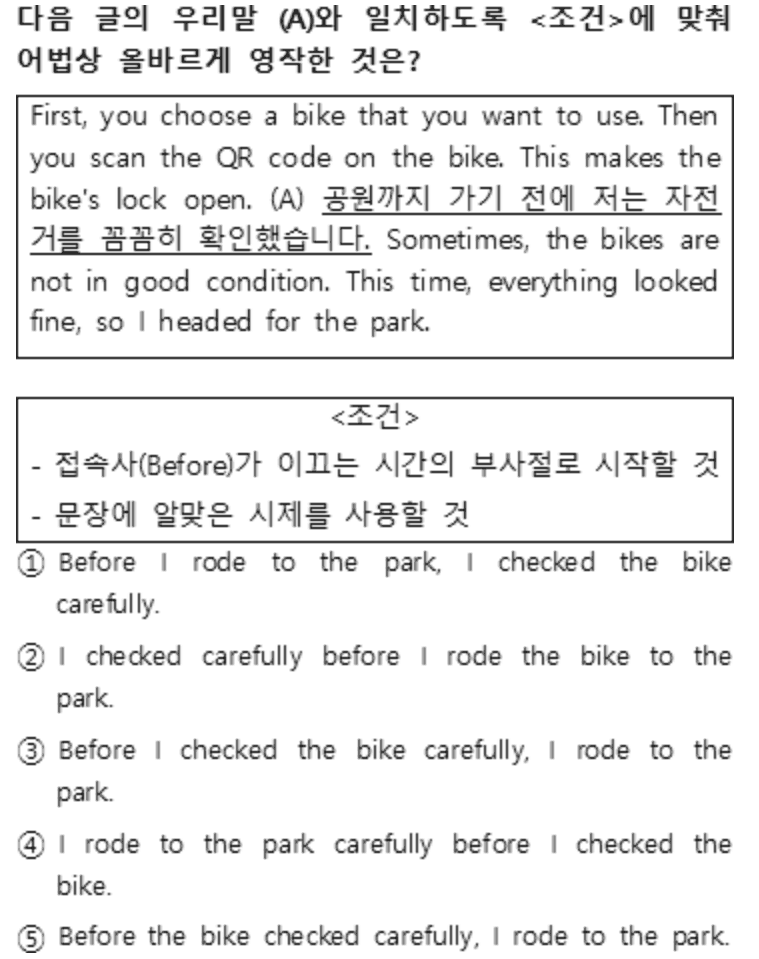 다음 글의 우리말 (A)와 일치하도록 <조건>에 맞춰
어법상 올바르게 영작한 것은?
First, you choose a bike that you want to use. Then
you scan the QR code on the bike. This makes the
bike's lock open. (A) 공원까지 가기 전에 저는 자전
거를 꼼꼼히 확인했습니다. Sometimes, the bikes are
not in good condition. This time, everything looked
fine, so I headed for the park.
<조건>
- 접속사(Before)가 이끄는 시간의 부사절로 시작할 것
- 문장에 알맞은 시제를 사용할 것
① Before I rode to the park, I checked the bike
carefully.
② I checked carefully before I rode the bike to the
park.
③ Before I checked the bike carefully, I rode to the
park.
④ I rode to the park carefully before I checked the
bike.
⑤ Before the bike checked carefully, I rode to the park.